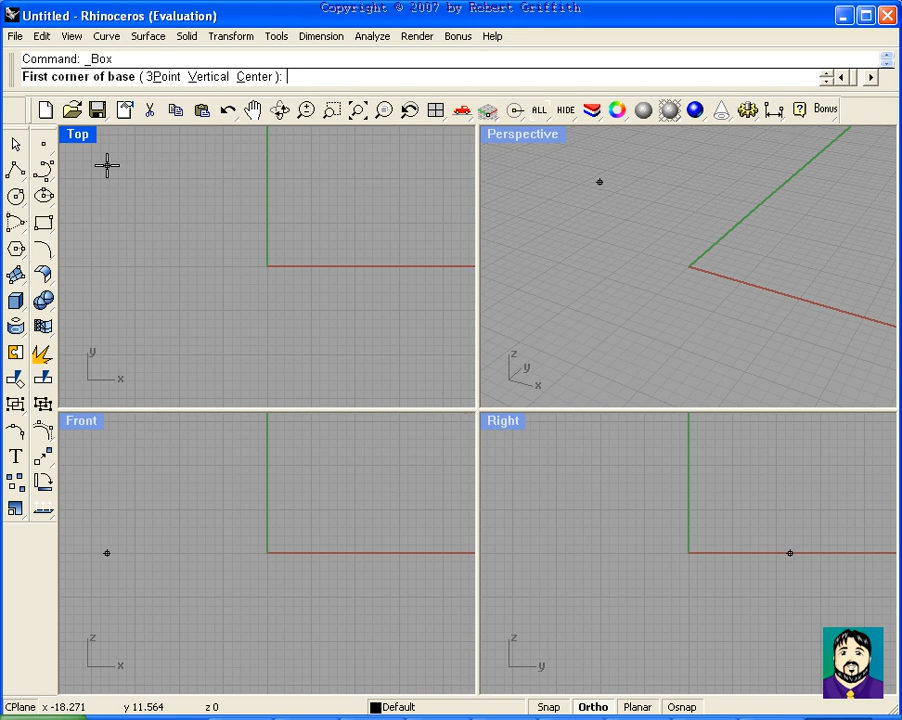 Copyright © 2007 by Robert Griffith
Untitled - Rhinoceros (Evaluation)
File Edit View Curve Surface Solid Transform Tools Dimension Analyze Render Bonus Help
Command: _Box
First corner of base ( 3Point Vertical Center ):
ALL HIDE ? Bonus
Top
Perspective
y
x
z
y
x
Front
Right
T
z
x
z
y
CPlane x -18.271 y 11.564 z 0 Default Snap Ortho Planar Osnap